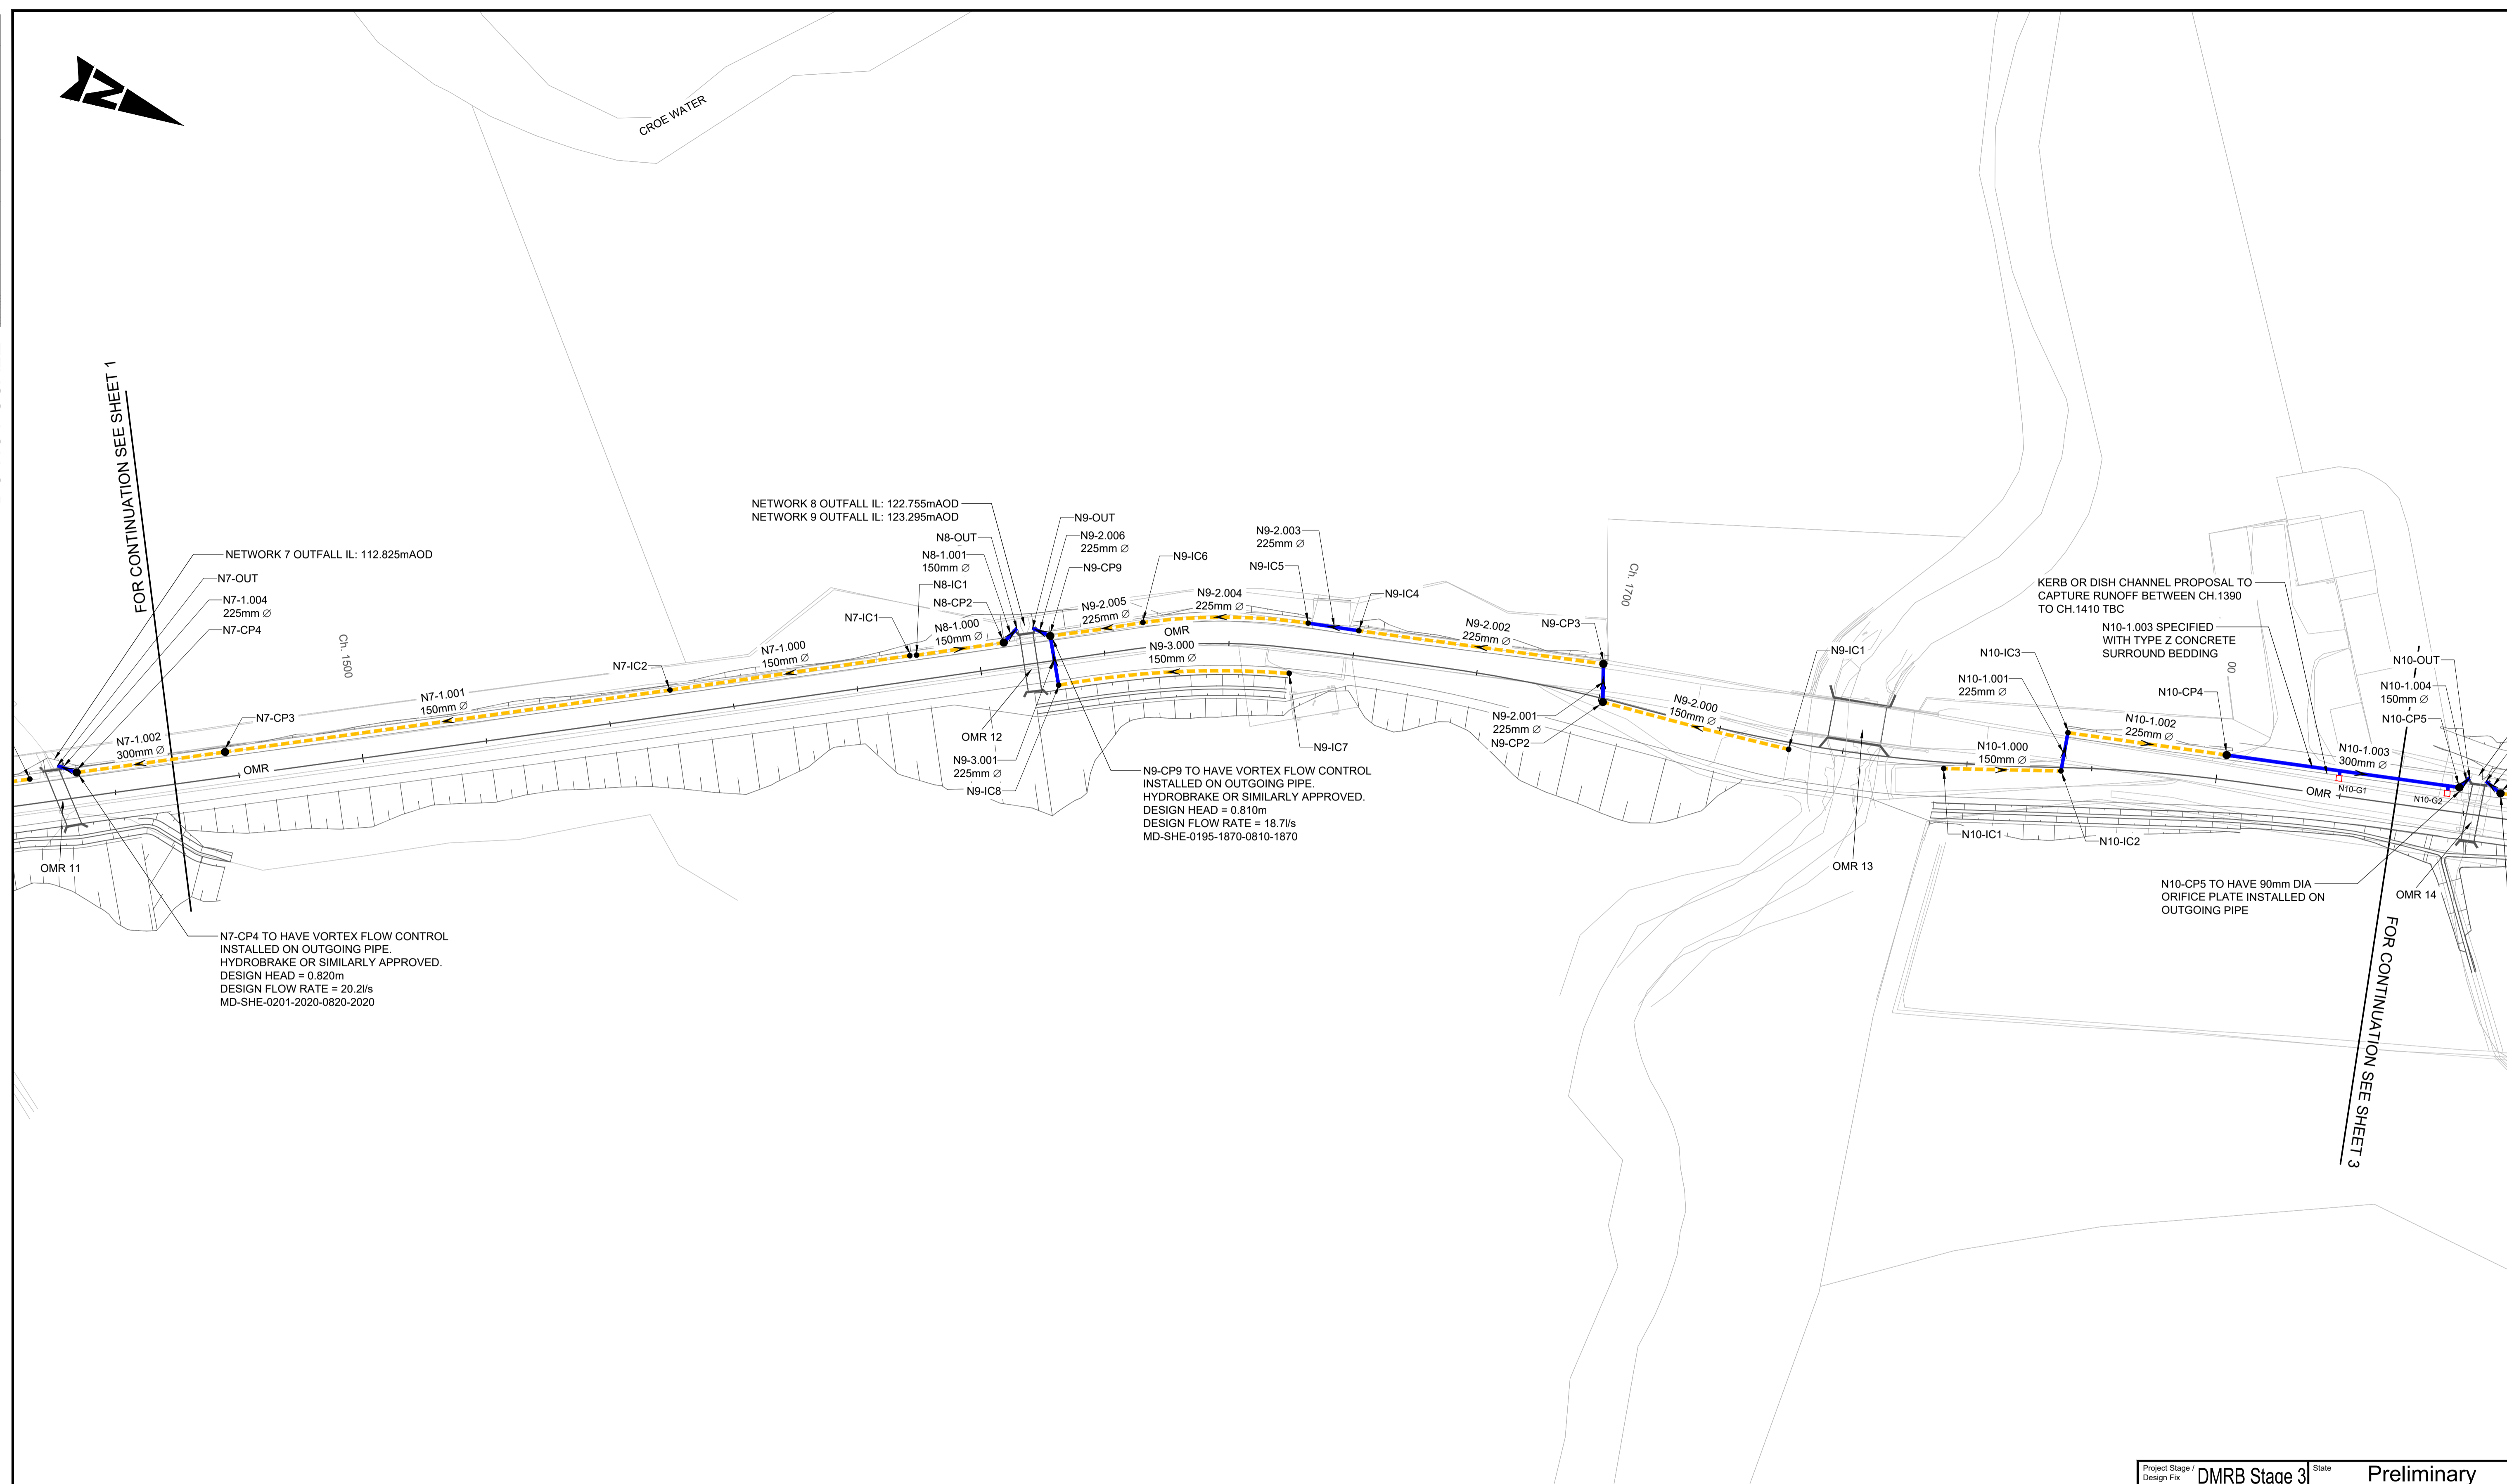 N
CROE WATER
FOR CONTINUATION SEE SHEET 1
NETWORK 7 OUTFALL IL: 112.825mAOD
N7-OUT
N7-1.004
225mm ∅
N7-CP4
Ch. 1500
N7-1.002
300mm ∅
N7-CP3
OMR
OMR 11
N7-CP4 TO HAVE VORTEX FLOW CONTROL
INSTALLED ON OUTGOING PIPE.
HYDROBRAKE OR SIMILARLY APPROVED.
DESIGN HEAD = 0.820m
DESIGN FLOW RATE = 20.2l/s
MD-SHE-0201-2020-0820-2020
N7-1.001
150mm ∅
N7-IC2
N7-1.000
150mm ∅
N7-IC1
NETWORK 8 OUTFALL IL: 122.755mAOD
NETWORK 9 OUTFALL IL: 123.295mAOD
N8-OUT
N8-1.001
150mm ∅
N8-IC1
N8-CP2
N8-1.000
150mm ∅
N9-OUT
N9-2.006
225mm ∅
N9-CP9
N9-IC6
N9-2.005
225mm ∅
N9-2.004
225mm ∅
OMR
N9-3.000
150mm ∅
N9-2.003
225mm ∅
N9-IC5
N9-IC4
N9-2.002
225mm ∅
N9-CP3
Ch. 1700
OMR 12
N9-3.001
225mm ∅
N9-IC8
N9-IC7
N9-CP9 TO HAVE VORTEX FLOW CONTROL
INSTALLED ON OUTGOING PIPE.
HYDROBRAKE OR SIMILARLY APPROVED.
DESIGN HEAD = 0.810m
DESIGN FLOW RATE = 18.7l/s
MD-SHE-0195-1870-0810-1870
N9-2.001
225mm ∅
N9-CP2
N9-2.000
150mm ∅
N9-IC1
OMR 13
KERB OR DISH CHANNEL PROPOSAL TO
CAPTURE RUNOFF BETWEEN CH.1390
TO CH.1410 TBC
N10-1.003 SPECIFIED
WITH TYPE Z CONCRETE
SURROUND BEDDING
N10-IC3
N10-1.001
225mm ∅
N10-CP4
00
N10-1.002
225mm ∅
N10-1.000
150mm ∅
N10-IC1
N10-IC2
N10-OUT
N10-1.004
150mm ∅
N10-CP5
N10-1.003
300mm ∅
N10-G1
OMR
N10-G2
N10-CP5 TO HAVE 90mm DIA
ORIFICE PLATE INSTALLED ON
OUTGOING PIPE
OMR 14
FOR CONTINUATION SEE SHEET 3
Project Stage /
Design Fix
DMRB Stage 3
State
Preliminary